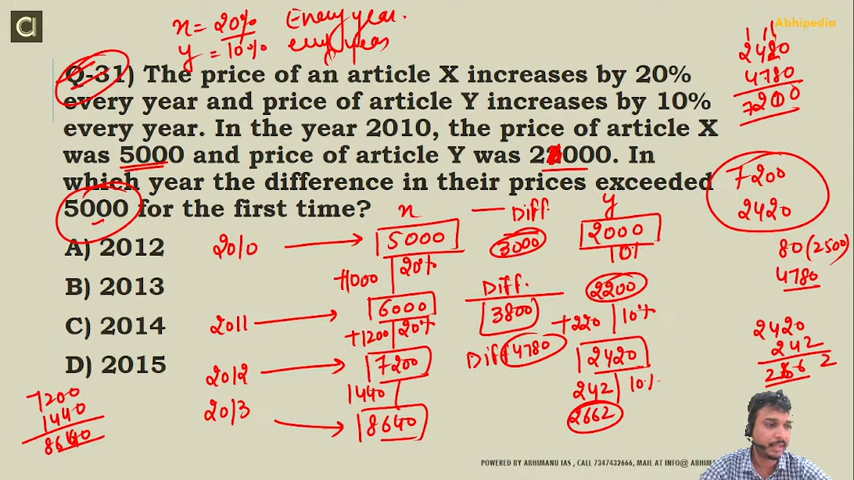 x = 20% Every year.
y = 10% every year
Abhipedia
a
Q-31) The price of an article X increases by 20%
every year and price of article Y increases by 10%
every year. In the year 2010, the price of article X
was 5000 and price of article Y was 2000. In
which year the difference in their prices exceeded
5000 for the first time?
A) 2012
B) 2013
C) 2014
D) 2015
x — Diff. y
2010 5000 3000 2000
+1000 20% 10%
Diff. 2200
2011 6000 3800
+1200 20% +220 10%
2012 7200 Diff 4780 2420
1440 242 10%
2013 8640 2662
7200
1440
8640
1 1
2420
4780
7200
7200
2420
80 (2500)
4780
2420
242
2662
POWERED BY ABHIMANU IAS , CALL 7347432666, MAIL AT INFO@ ABHIM